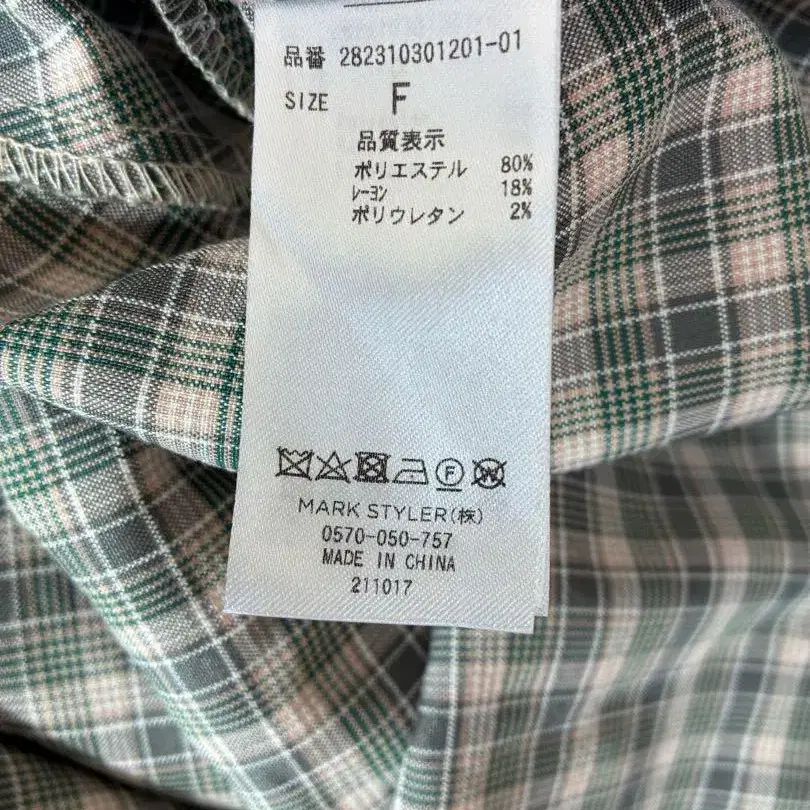 品番 282310301201-01
SIZE F
品質表示
ポリエステル 80%
レーヨン 18%
ポリウレタン 2%
F W
MARK STYLER(株)
0570-050-757
MADE IN CHINA
211017